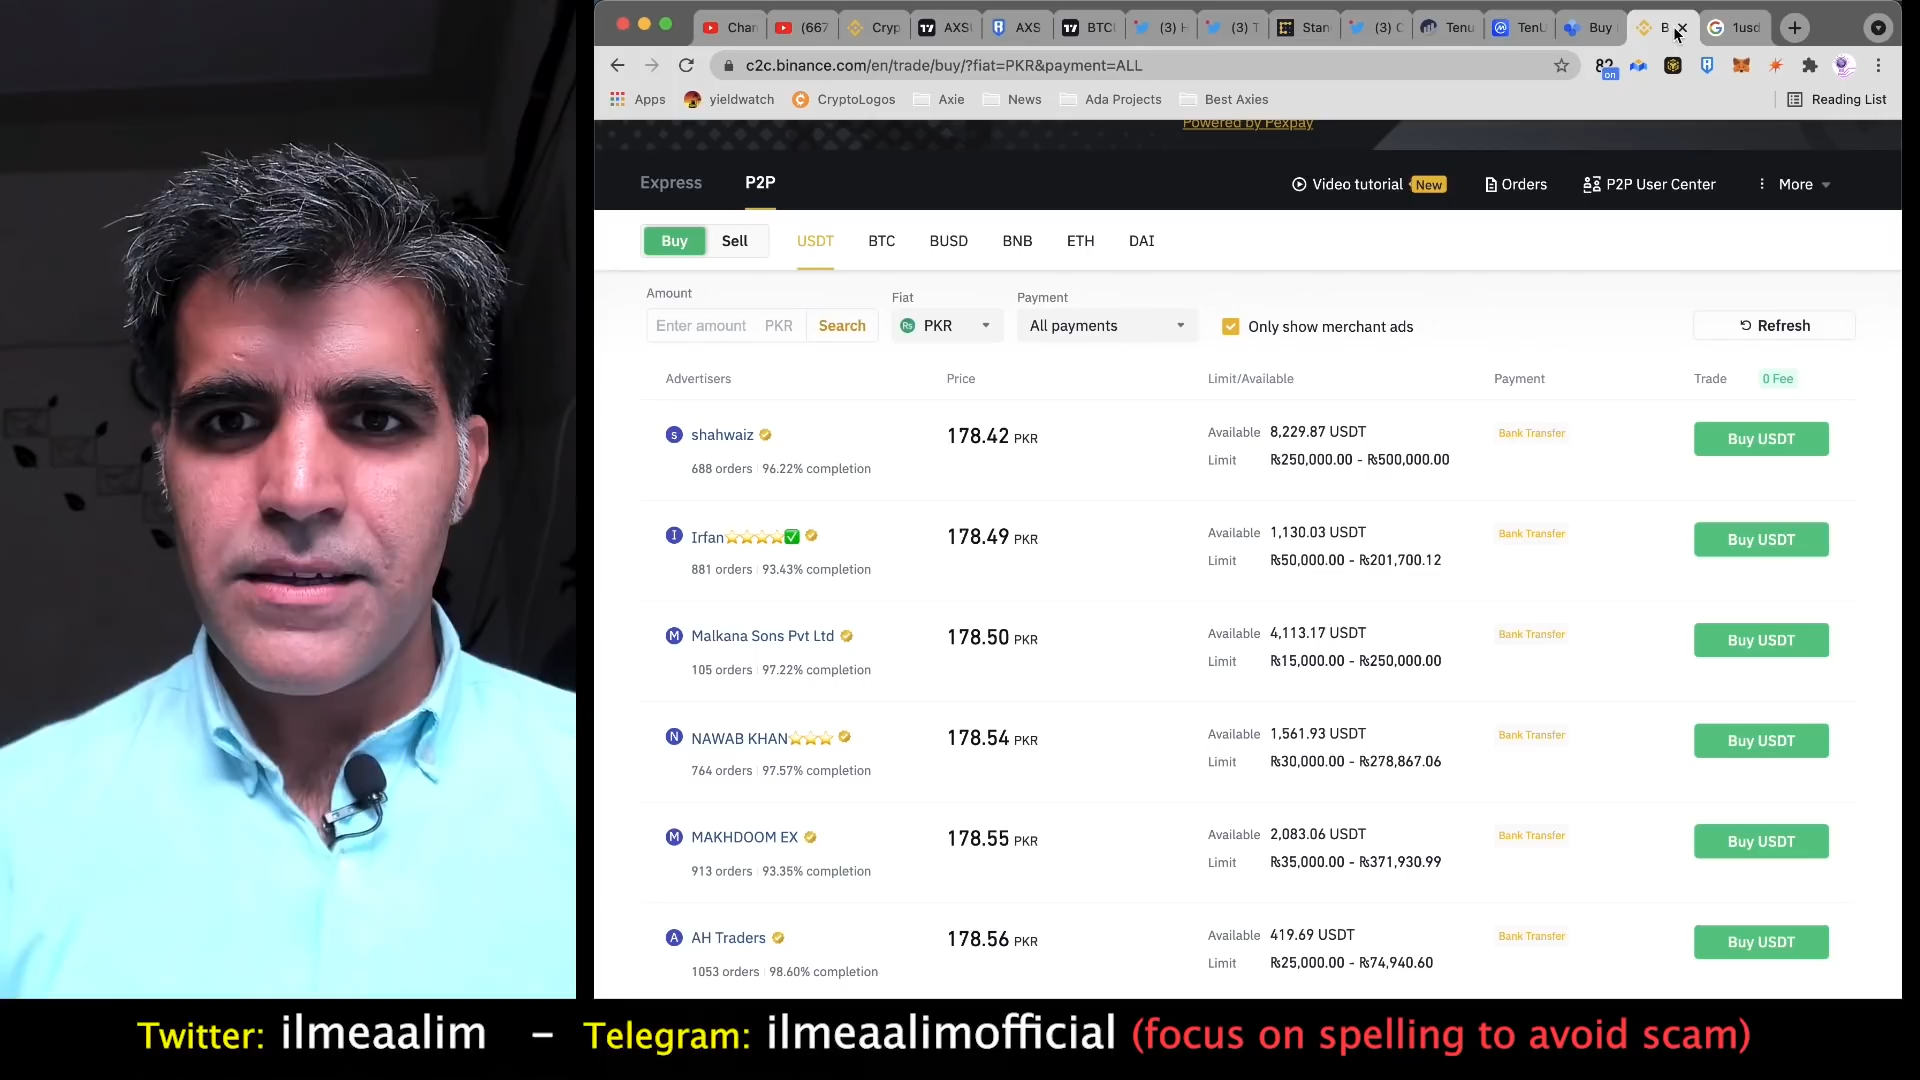 Chan
(667
Cryp
AXS
AXS
BTC
(3) H
(3) T
Stan
(3) C
Tenu
TenU
Buy
B
1usd
c2c.binance.com/en/trade/buy/?fiat=PKR&payment=ALL
82
on
Apps
yieldwatch
CryptoLogos
Axie
News
Ada Projects
Best Axies
Reading List
Powered by Pexpay
Express
P2P
Video tutorial New
Orders
P2P User Center
More
Buy
Sell
USDT
BTC
BUSD
BNB
ETH
DAI
Amount
Fiat
Payment
Enter amount PKR Search
Rs PKR
All payments
Only show merchant ads
Refresh
Advertisers
Price
Limit/Available
Payment
Trade 0 Fee
S shahwaiz
178.42 PKR
Available 8,229.87 USDT
Bank Transfer
Buy USDT
688 orders | 96.22% completion
Limit ₨250,000.00 - ₨500,000.00
I Irfan⭐⭐⭐⭐✅
178.49 PKR
Available 1,130.03 USDT
Bank Transfer
Buy USDT
881 orders | 93.43% completion
Limit ₨50,000.00 - ₨201,700.12
M Malkana Sons Pvt Ltd
178.50 PKR
Available 4,113.17 USDT
Bank Transfer
Buy USDT
105 orders | 97.22% completion
Limit ₨15,000.00 - ₨250,000.00
N NAWAB KHAN⭐⭐⭐
178.54 PKR
Available 1,561.93 USDT
Bank Transfer
Buy USDT
764 orders | 97.57% completion
Limit ₨30,000.00 - ₨278,867.06
M MAKHDOOM EX
178.55 PKR
Available 2,083.06 USDT
Bank Transfer
Buy USDT
913 orders | 93.35% completion
Limit ₨35,000.00 - ₨371,930.99
A AH Traders
178.56 PKR
Available 419.69 USDT
Bank Transfer
Buy USDT
1053 orders | 98.60% completion
Limit ₨25,000.00 - ₨74,940.60
Twitter: ilmeaalim – Telegram: ilmeaalimofficial (focus on spelling to avoid scam)